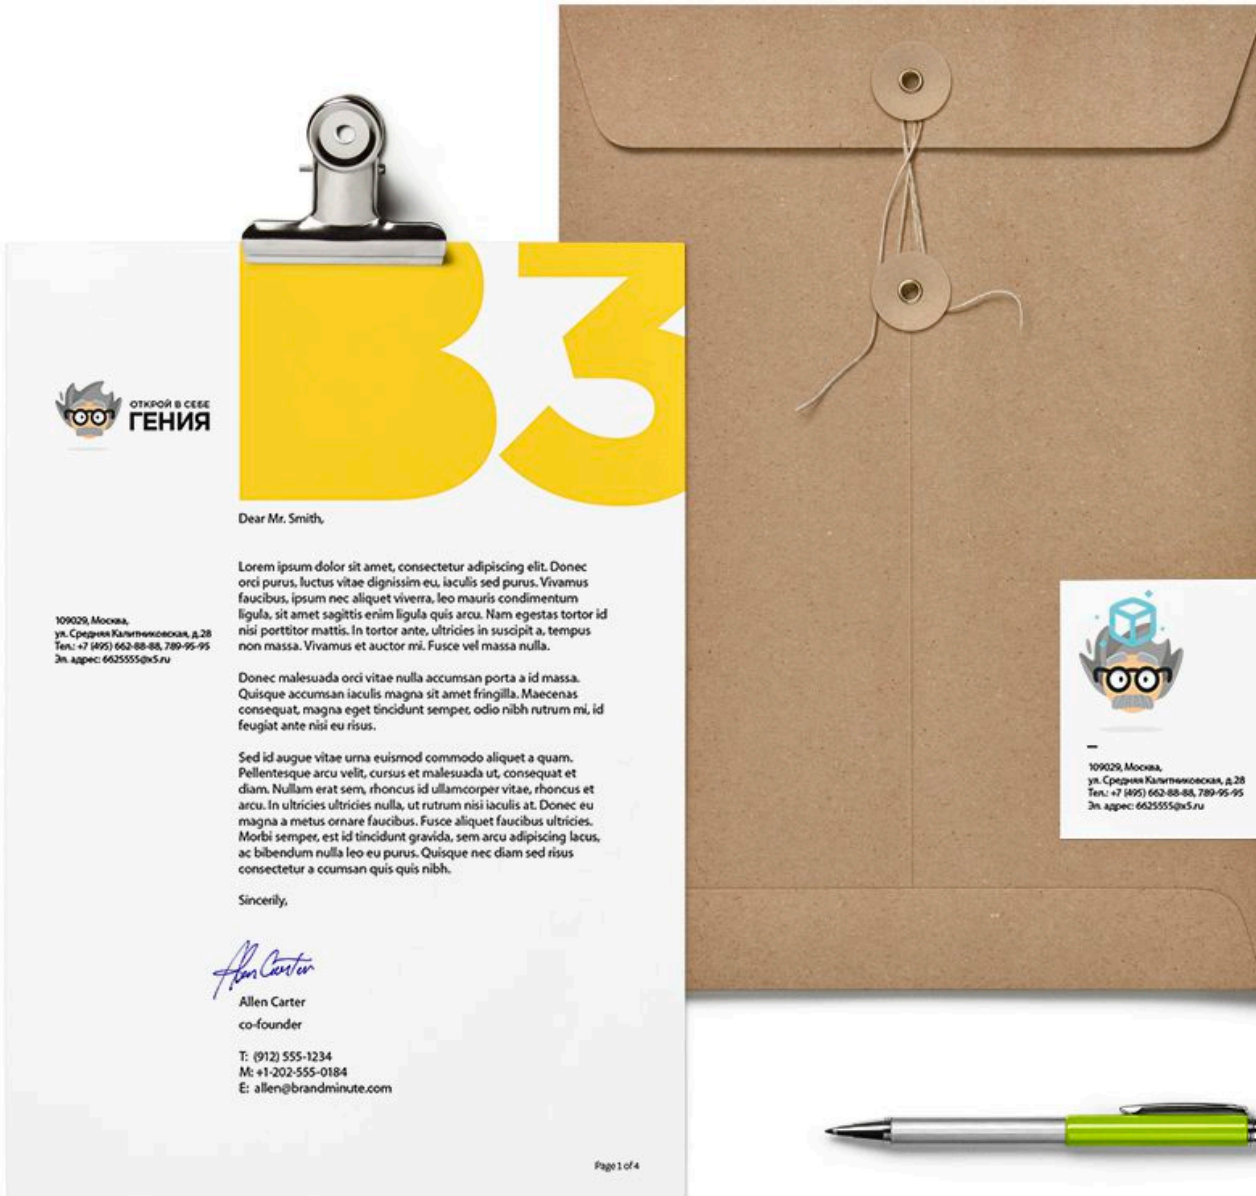 B3
ОТКРОЙ В СЕБЕ
ГЕНИЯ
Dear Mr. Smith,
Lorem ipsum dolor sit amet, consectetur adipiscing elit. Donec
orci purus, luctus vitae dignissim eu, iaculis sed purus. Vivamus
faucibus, ipsum nec aliquet viverra, leo mauris condimentum
ligula, sit amet sagittis enim ligula quis arcu. Nam egestas tortor id
nisi porttitor mattis. In tortor ante, ultricies in suscipit a, tempus
non massa. Vivamus et auctor mi. Fusce vel massa nulla.
Donec malesuada orci vitae nulla accumsan porta a id massa.
Quisque accumsan iaculis magna sit amet fringilla. Maecenas
consequat, magna eget tincidunt semper, odio nibh rutrum mi, id
feugiat ante nisi eu risus.
Sed id augue vitae urna euismod commodo aliquet a quam.
Pellentesque arcu velit, cursus et malesuada ut, consequat et
diam. Nullam erat sem, rhoncus id ullamcorper vitae, rhoncus et
arcu. In ultricies ultricies nulla, ut rutrum nisi iaculis at. Donec eu
magna a metus ornare faucibus. Fusce aliquet faucibus ultricies.
Morbi semper, est id tincidunt gravida, sem arcu adipiscing lacus,
ac bibendum nulla leo eu purus. Quisque nec diam sed risus
consectetur a ccumsan quis quis nibh.
Sincerily,
Allen Carter
Allen Carter
co-founder
T: (912) 555-1234
M: +1-202-555-0184
E: allen@brandminute.com
Page 1 of 4
109029, Москва,
ул. Средняя Калитниковская, д.28
Тел.: +7 (495) 662-88-88, 789-95-95
Эл. адрес: 6625555@x5.ru
109029, Москва,
ул. Средняя Калитниковская, д.28
Тел.: +7 (495) 662-88-88, 789-95-95
Эл. адрес: 6625555@x5.ru